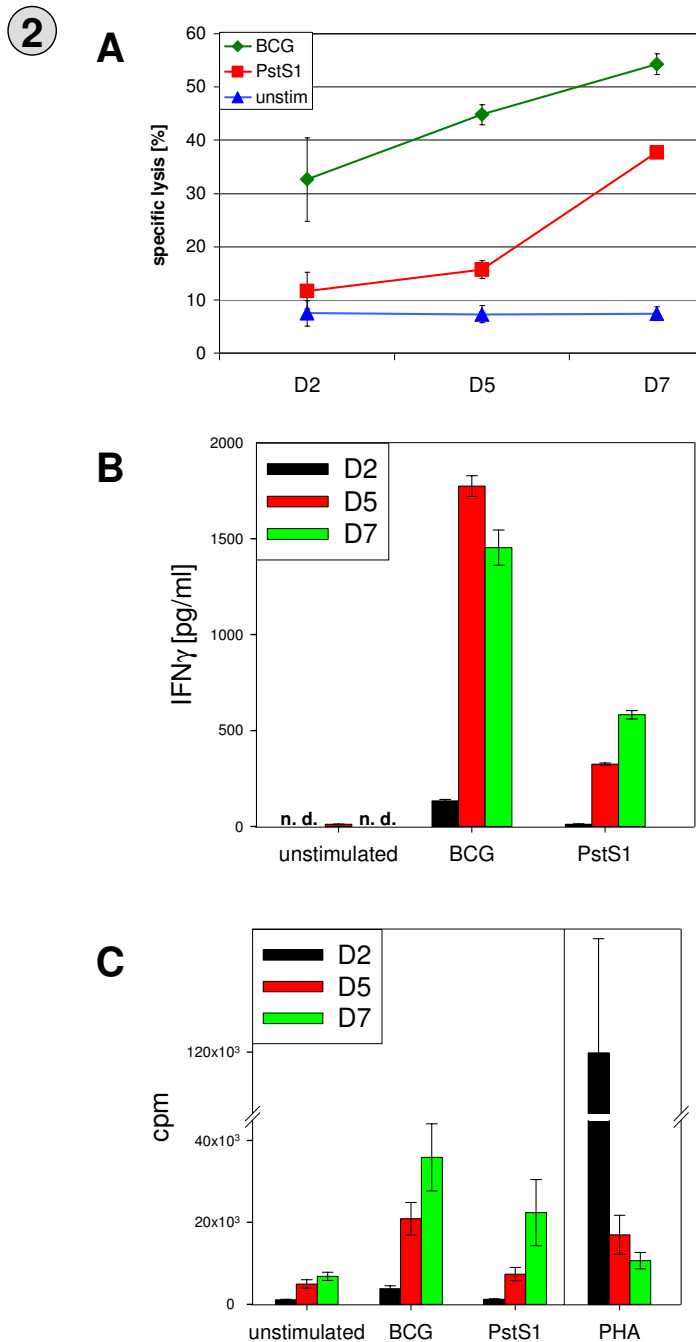 2
A
BCG
PstS1
unstim
specific lysis [%]
60
50
40
30
20
10
0
D2 D5 D7
B
D2
D5
D7
IFNγ [pg/ml]
2000
1500
1000
500
0
n. d. n. d.
unstimulated BCG PstS1
C
D2
D5
D7
cpm
120x10³
40x10³
20x10³
0
unstimulated BCG PstS1 PHA